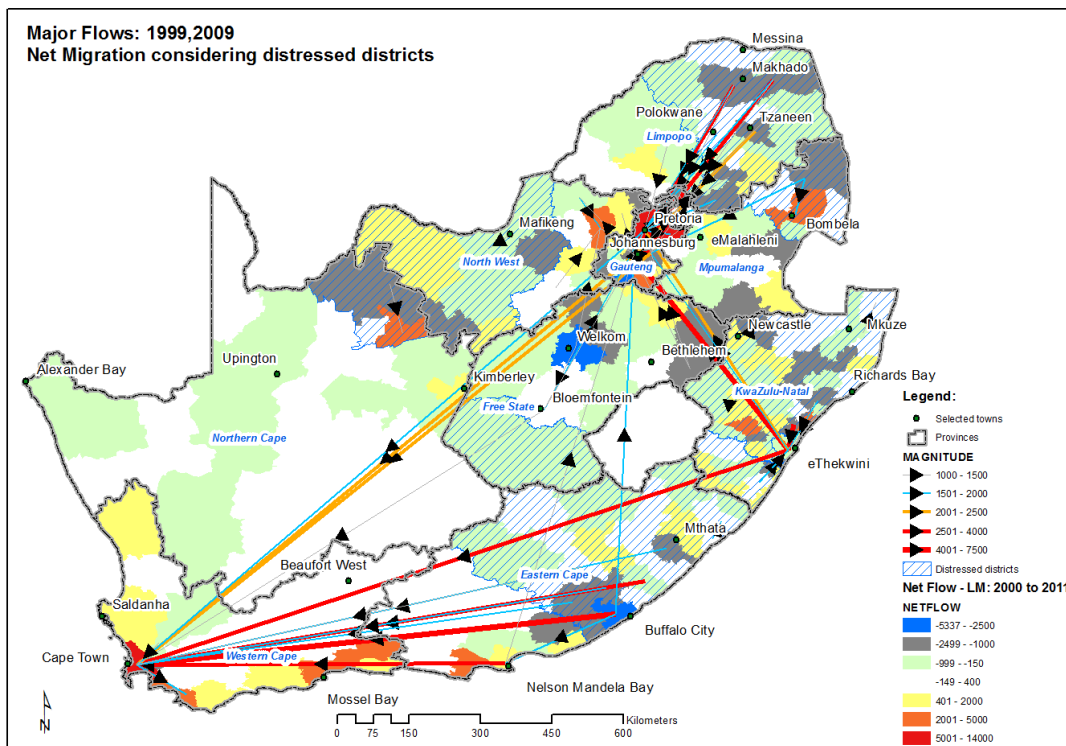 Major Flows: 1999,2009
Net Migration considering distressed districts
Messina
Makhado
Polokwane
Tzaneen
Limpopo
Pretoria
Mafikeng
Johannesburg
eMalahleni
Bombela
North West
Gauteng
Mpumalanga
Newcastle
Mkuze
Welkom
Bethlehem
Upington
Alexander Bay
Kimberley
Richards Bay
KwaZulu-Natal
Free State
Bloemfontein
Northern Cape
eThekwini
Mthata
Beaufort West
Eastern Cape
Saldanha
Buffalo City
Western Cape
Cape Town
Nelson Mandela Bay
Mossel Bay
N
Kilometers
0 75 150 300 450 600
Legend:
Selected towns
Provinces
MAGNITUDE
1000 - 1500
1501 - 2000
2001 - 2500
2501 - 4000
4001 - 7500
Distressed districts
Net Flow - LM: 2000 to 2011
NETFLOW
-5337 - -2500
-2499 - -1000
-999 - -150
-149 - 400
401 - 2000
2001 - 5000
5001 - 14000